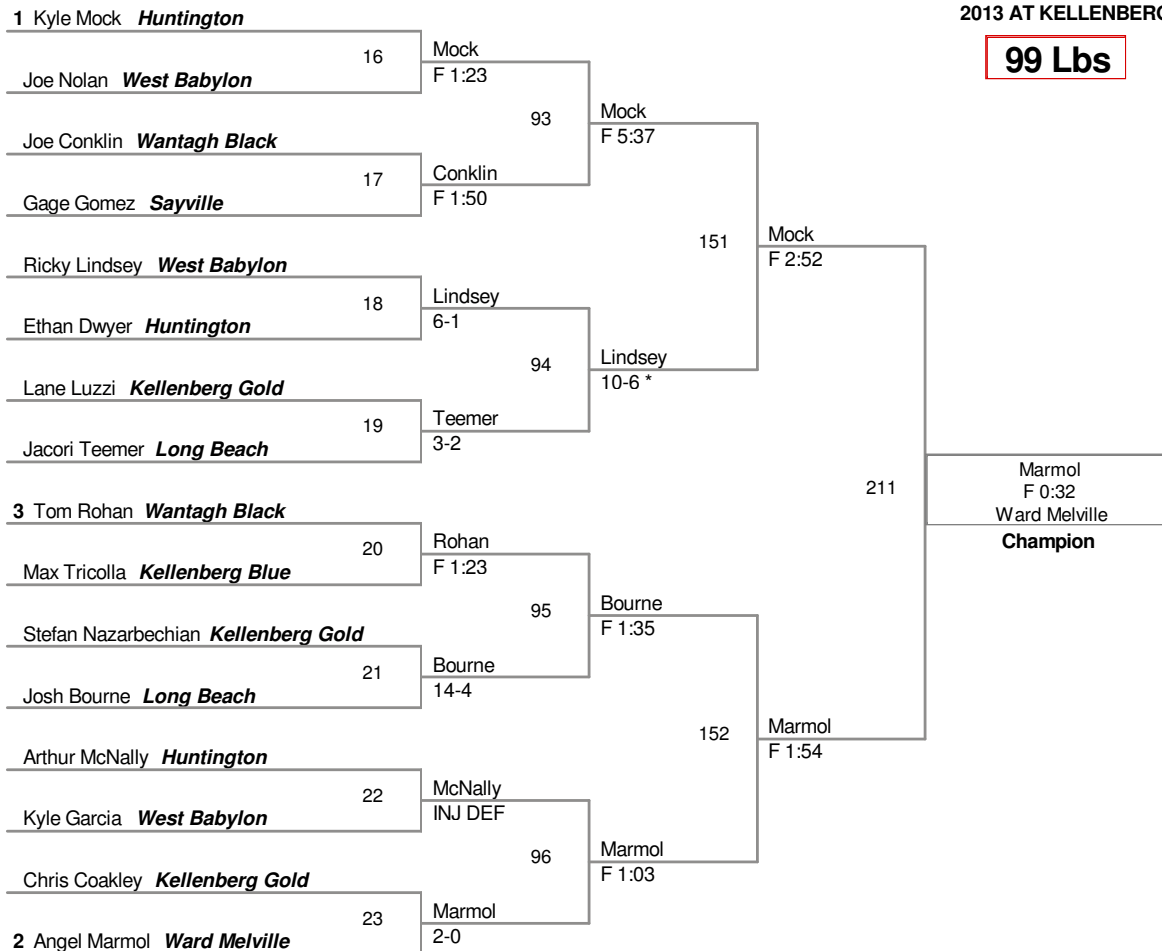 1 Kyle Mock Huntington
2013 AT KELLENBERG
99 Lbs
16
Mock
F 1:23
Joe Nolan West Babylon
93
Mock
F 5:37
Joe Conklin Wantagh Black
17
Conklin
F 1:50
Gage Gomez Sayville
151
Mock
F 2:52
Ricky Lindsey West Babylon
18
Lindsey
6-1
Ethan Dwyer Huntington
94
Lindsey
10-6 *
Lane Luzzi Kellenberg Gold
19
Teemer
3-2
Jacori Teemer Long Beach
211
Marmol
F 0:32
Ward Melville
Champion
3 Tom Rohan Wantagh Black
20
Rohan
F 1:23
Max Tricolla Kellenberg Blue
95
Bourne
F 1:35
Stefan Nazarbechian Kellenberg Gold
21
Bourne
14-4
Josh Bourne Long Beach
152
Marmol
F 1:54
Arthur McNally Huntington
22
McNally
INJ DEF
Kyle Garcia West Babylon
96
Marmol
F 1:03
Chris Coakley Kellenberg Gold
23
Marmol
2-0
2 Angel Marmol Ward Melville